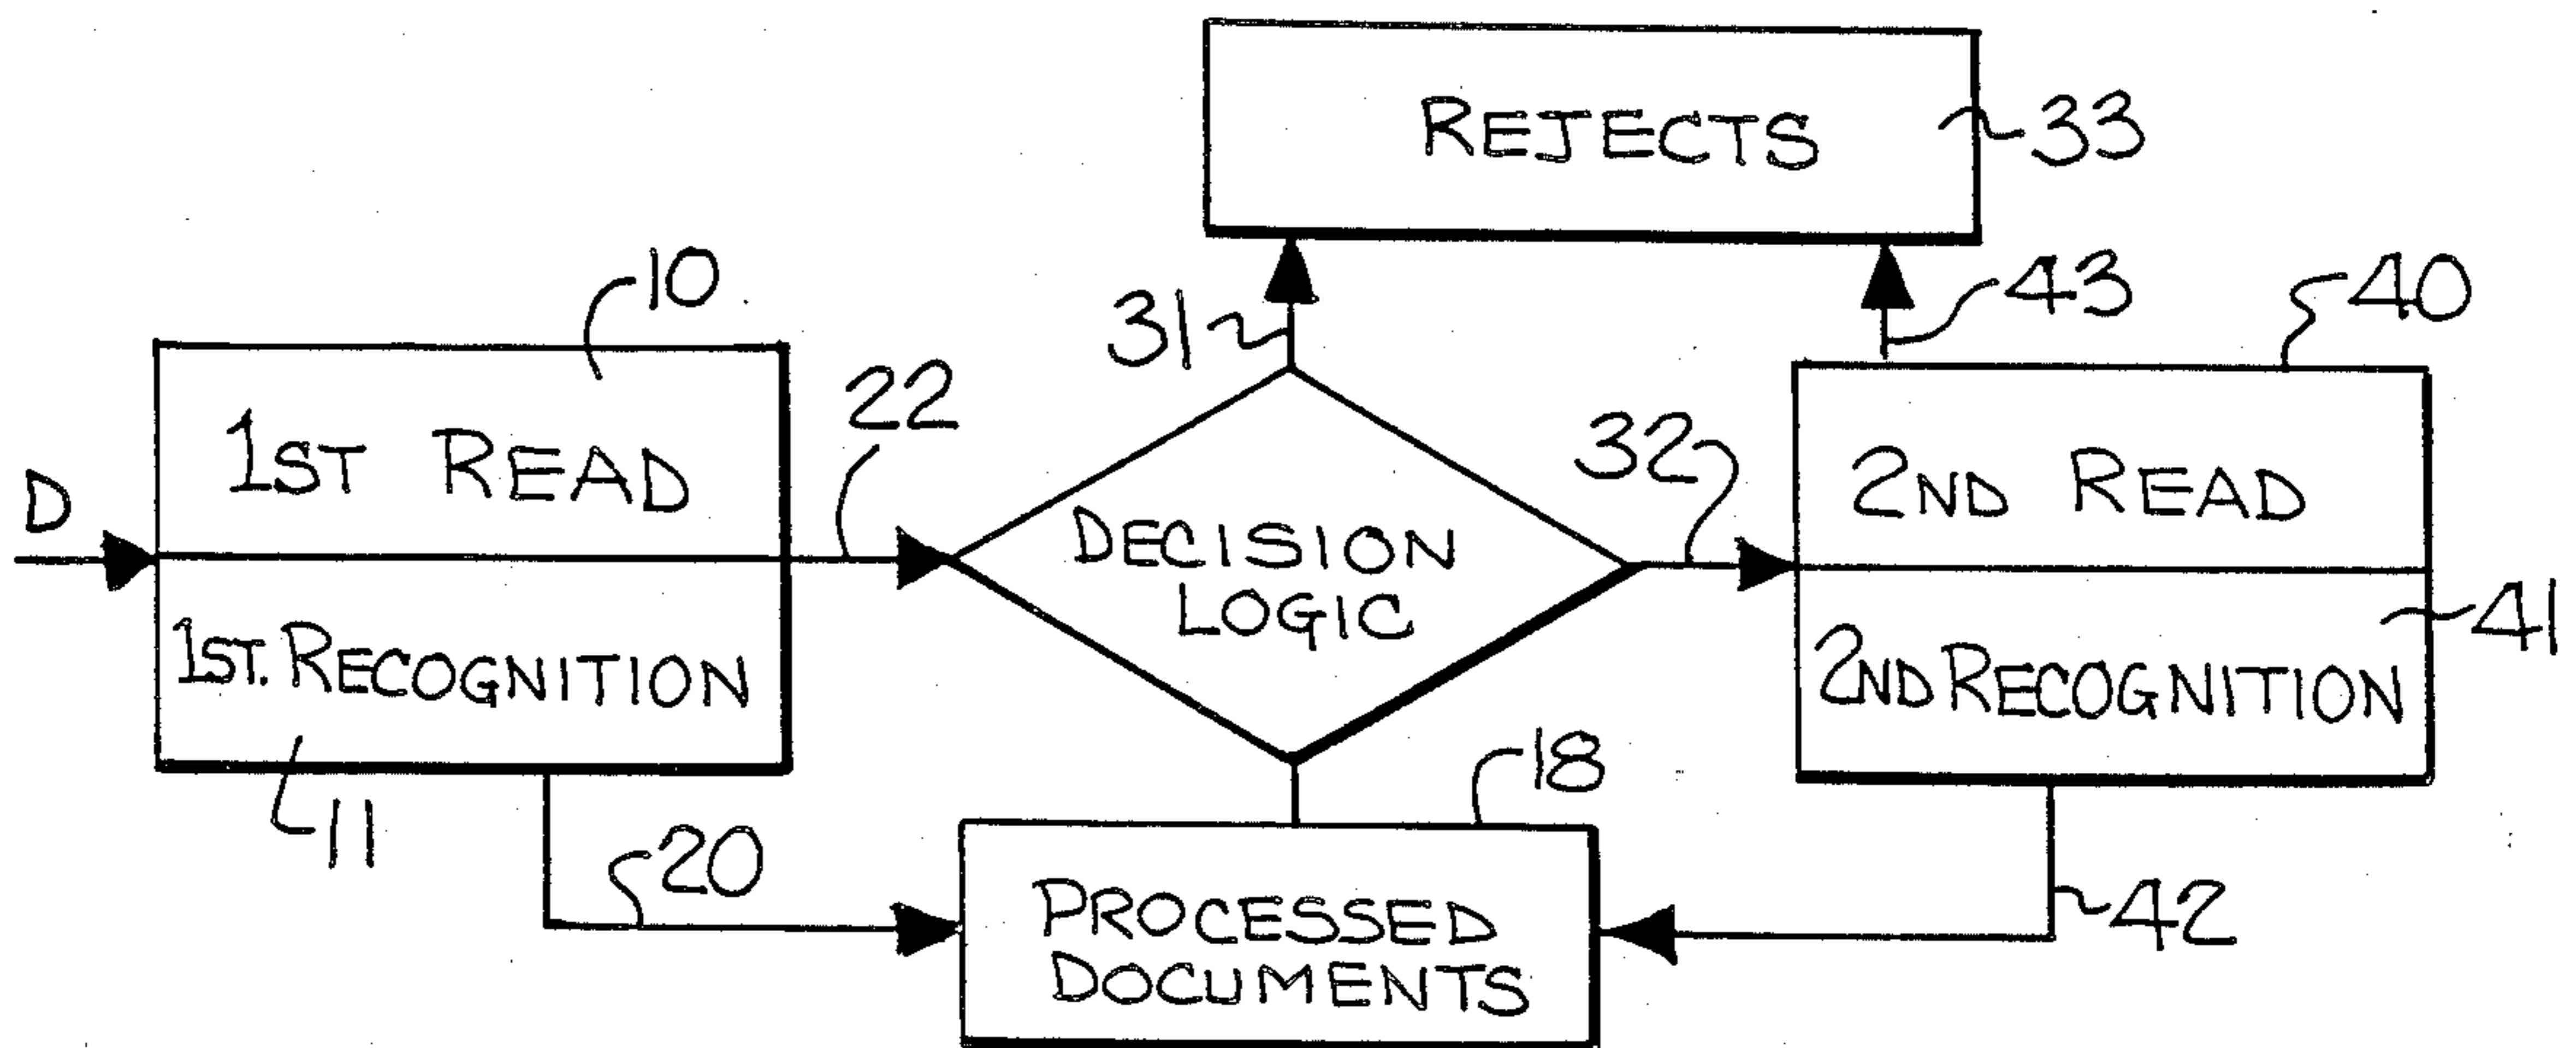 REJECTS
33
10
31
43
40
22
32
D
1ST READ
DECISION
LOGIC
2ND READ
1ST. RECOGNITION
2ND RECOGNITION
41
11
20
18
PROCESSED
DOCUMENTS
42